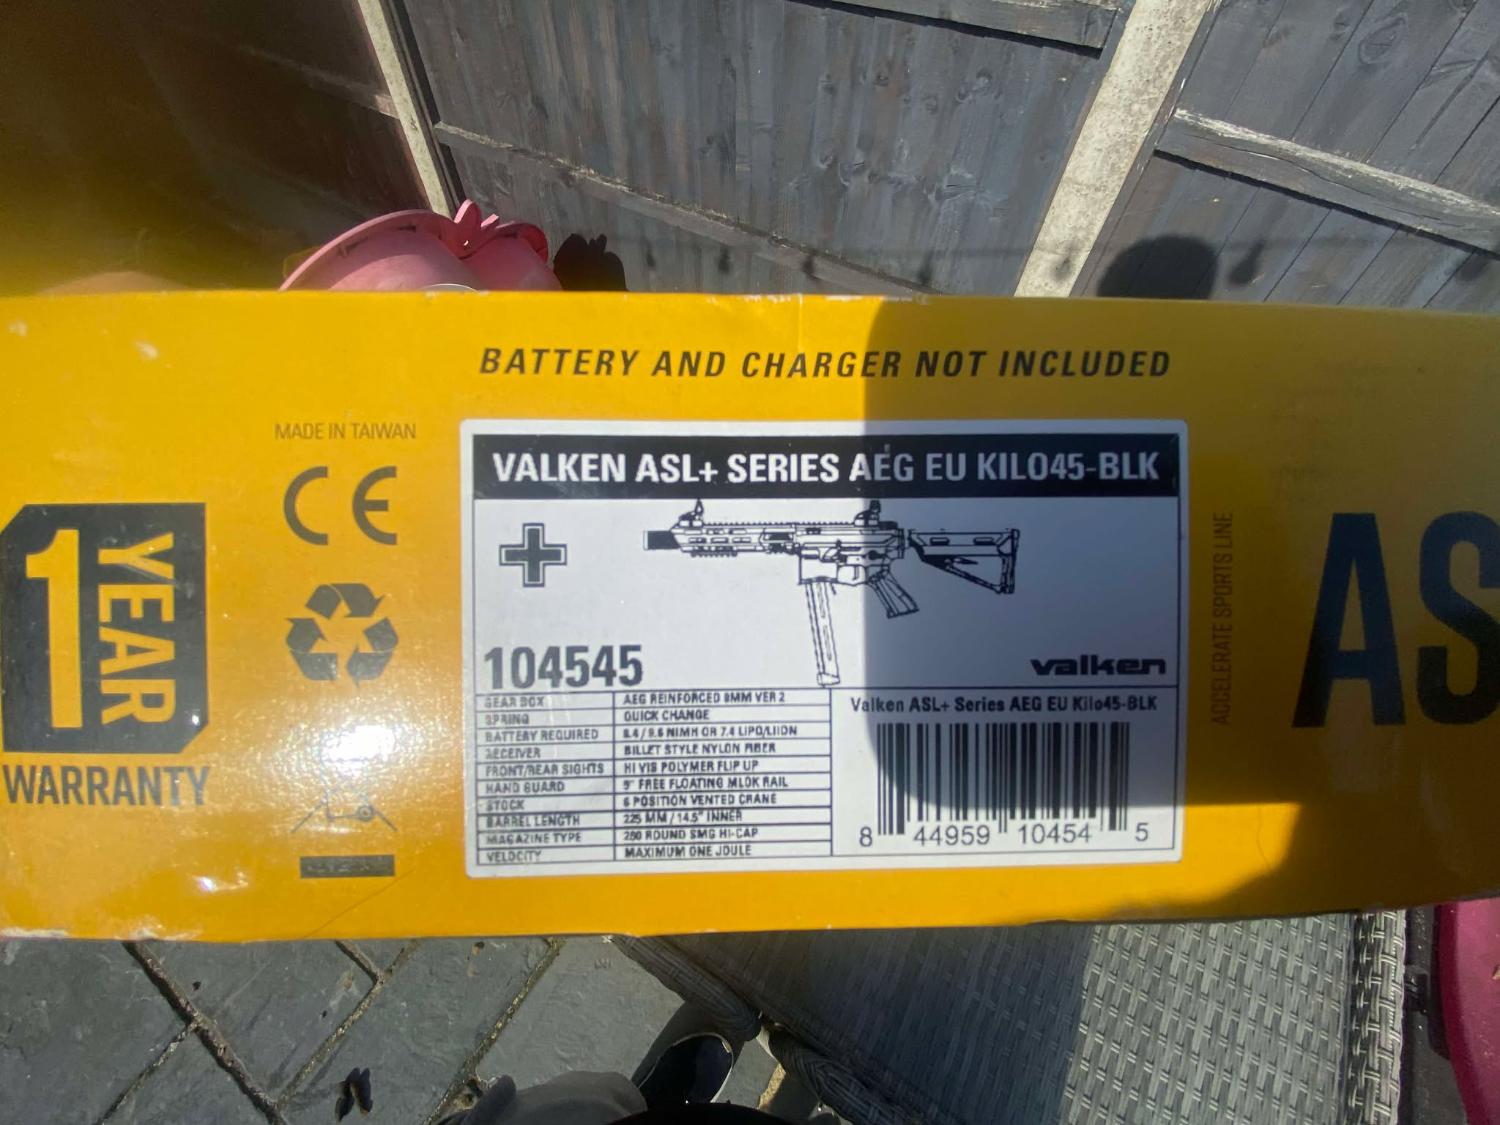 BATTERY AND CHARGER NOT INCLUDED
MADE IN TAIWAN
CE
1 YEAR
WARRANTY
VALKEN ASL+ SERIES AEG EU KILO45-BLK
104545
valken
GEAR BOX AEG REINFORCED 8MM VER 2
SPRING QUICK CHANGE
BATTERY REQUIRED 8.4 / 9.6 NIMH OR 7.4 LIPO/LIION
RECEIVER BILLET STYLE NYLON FIBER
FRONT/REAR SIGHTS HI VIS POLYMER FLIP UP
HAND GUARD 9" FREE FLOATING MLOK RAIL
STOCK 6 POSITION VENTED CRANE
BARREL LENGTH 225 MM / 14.5" INNER
MAGAZINE TYPE 250 ROUND SMG HI-CAP
VELOCITY MAXIMUM ONE JOULE
Valken ASL+ Series AEG EU Kilo45-BLK
8 44959 10454 5
ACCELERATE SPORTS LINE
AS